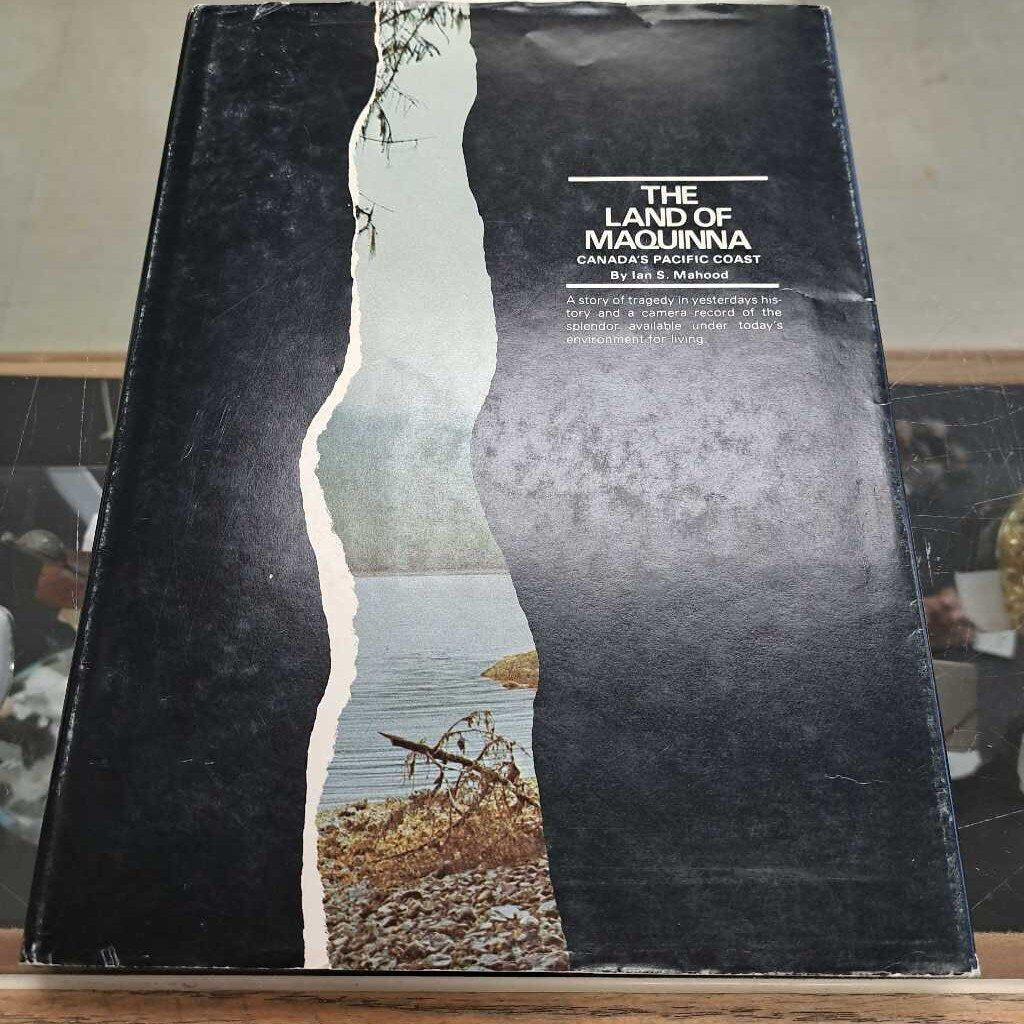 THE
LAND OF
MAQUINNA
CANADA'S PACIFIC COAST
By Ian S. Mahood
A story of tragedy in yesterdays his-
tory and a camera record of the
splendor available under today's
environment for living.